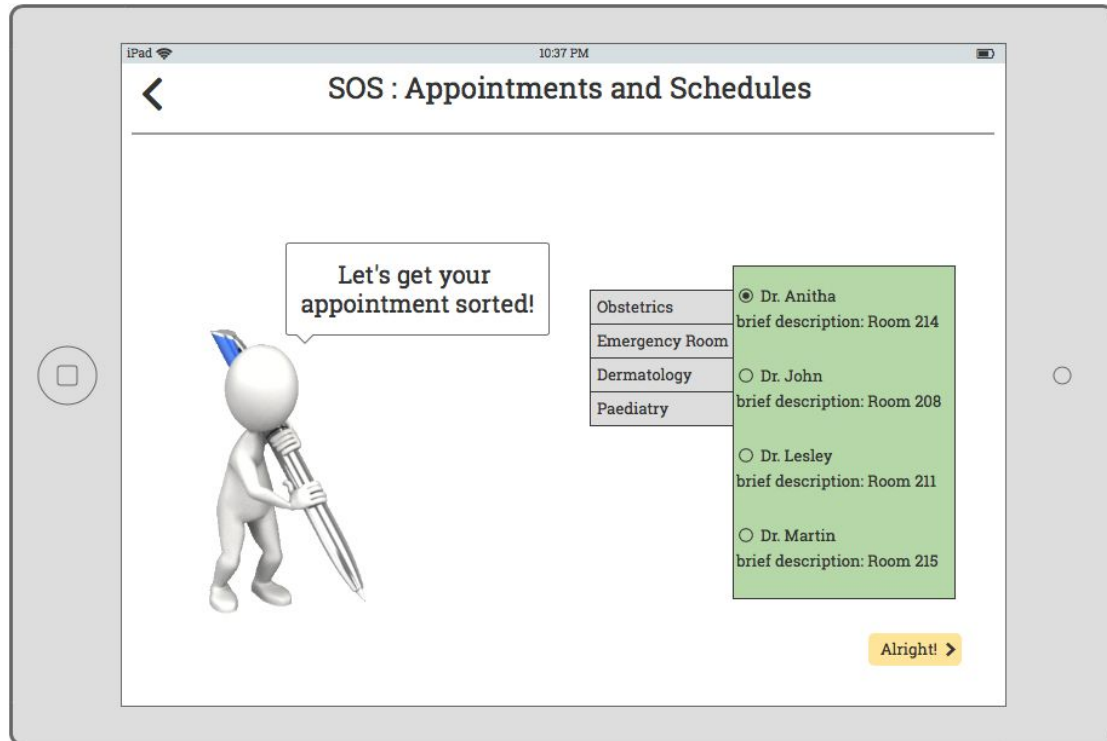 iPad
10:37 PM
SOS : Appointments and Schedules
Let's get your
appointment sorted!
Obstetrics
Emergency Room
Dermatology
Paediatry
Dr. Anitha
brief description: Room 214
Dr. John
brief description: Room 208
Dr. Lesley
brief description: Room 211
Dr. Martin
brief description: Room 215
Alright!